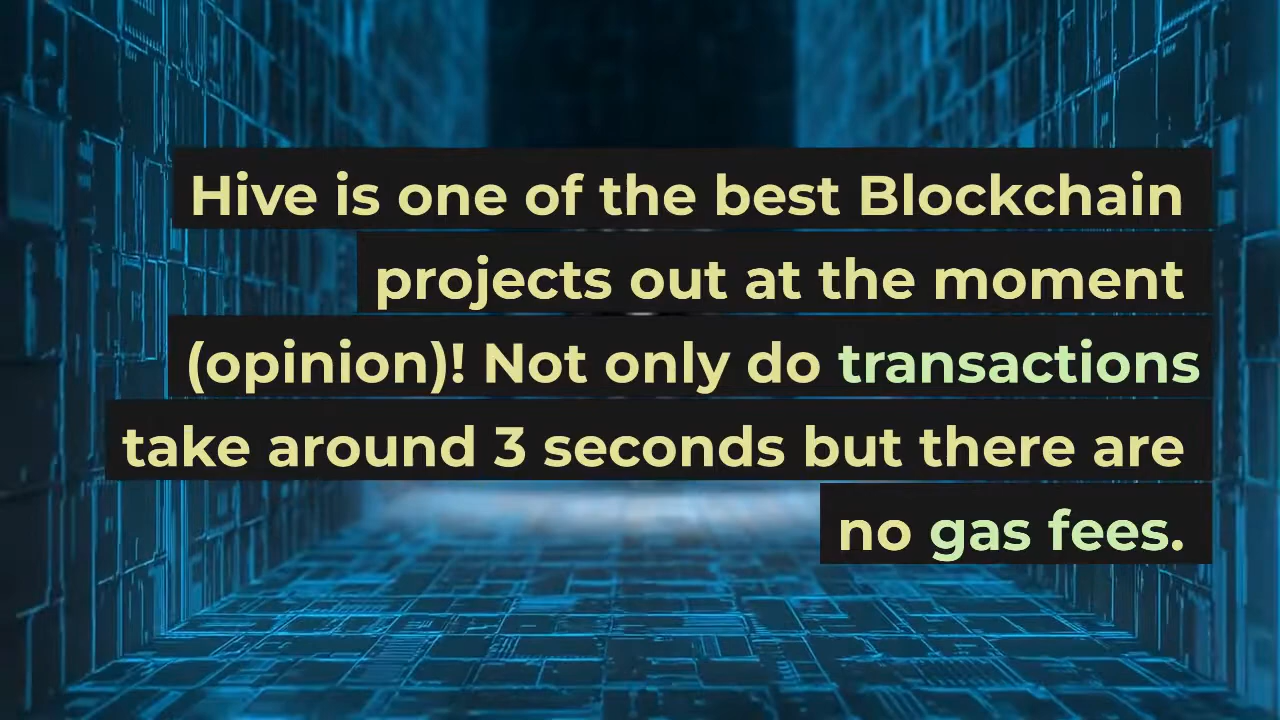 Hive is one of the best Blockchain
projects out at the moment
(opinion)! Not only do transactions
take around 3 seconds but there are
no gas fees.